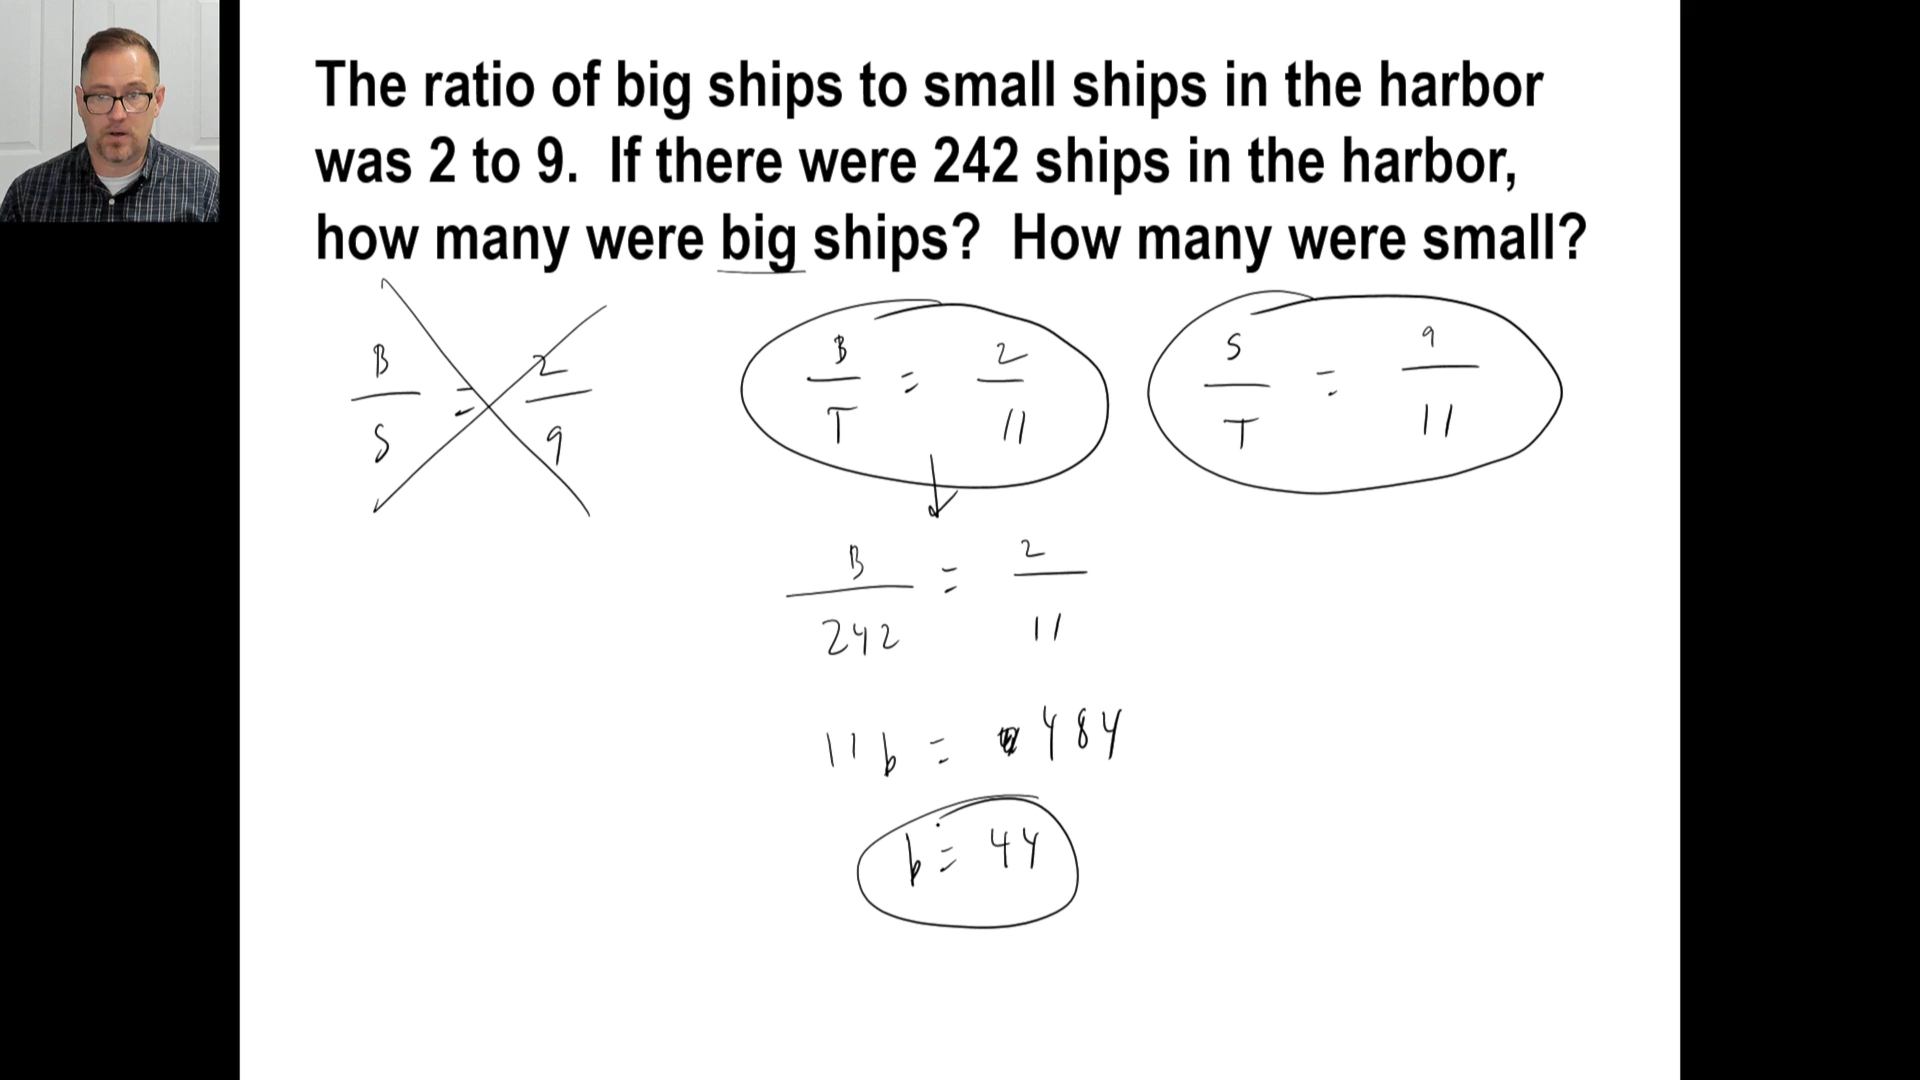 The ratio of big ships to small ships in the harbor
was 2 to 9. If there were 242 ships in the harbor,
how many were big ships? How many were small?
B/S = 2/9
B/T = 2/11
S/T = 9/11
B/242 = 2/11
11b = 484
b = 44